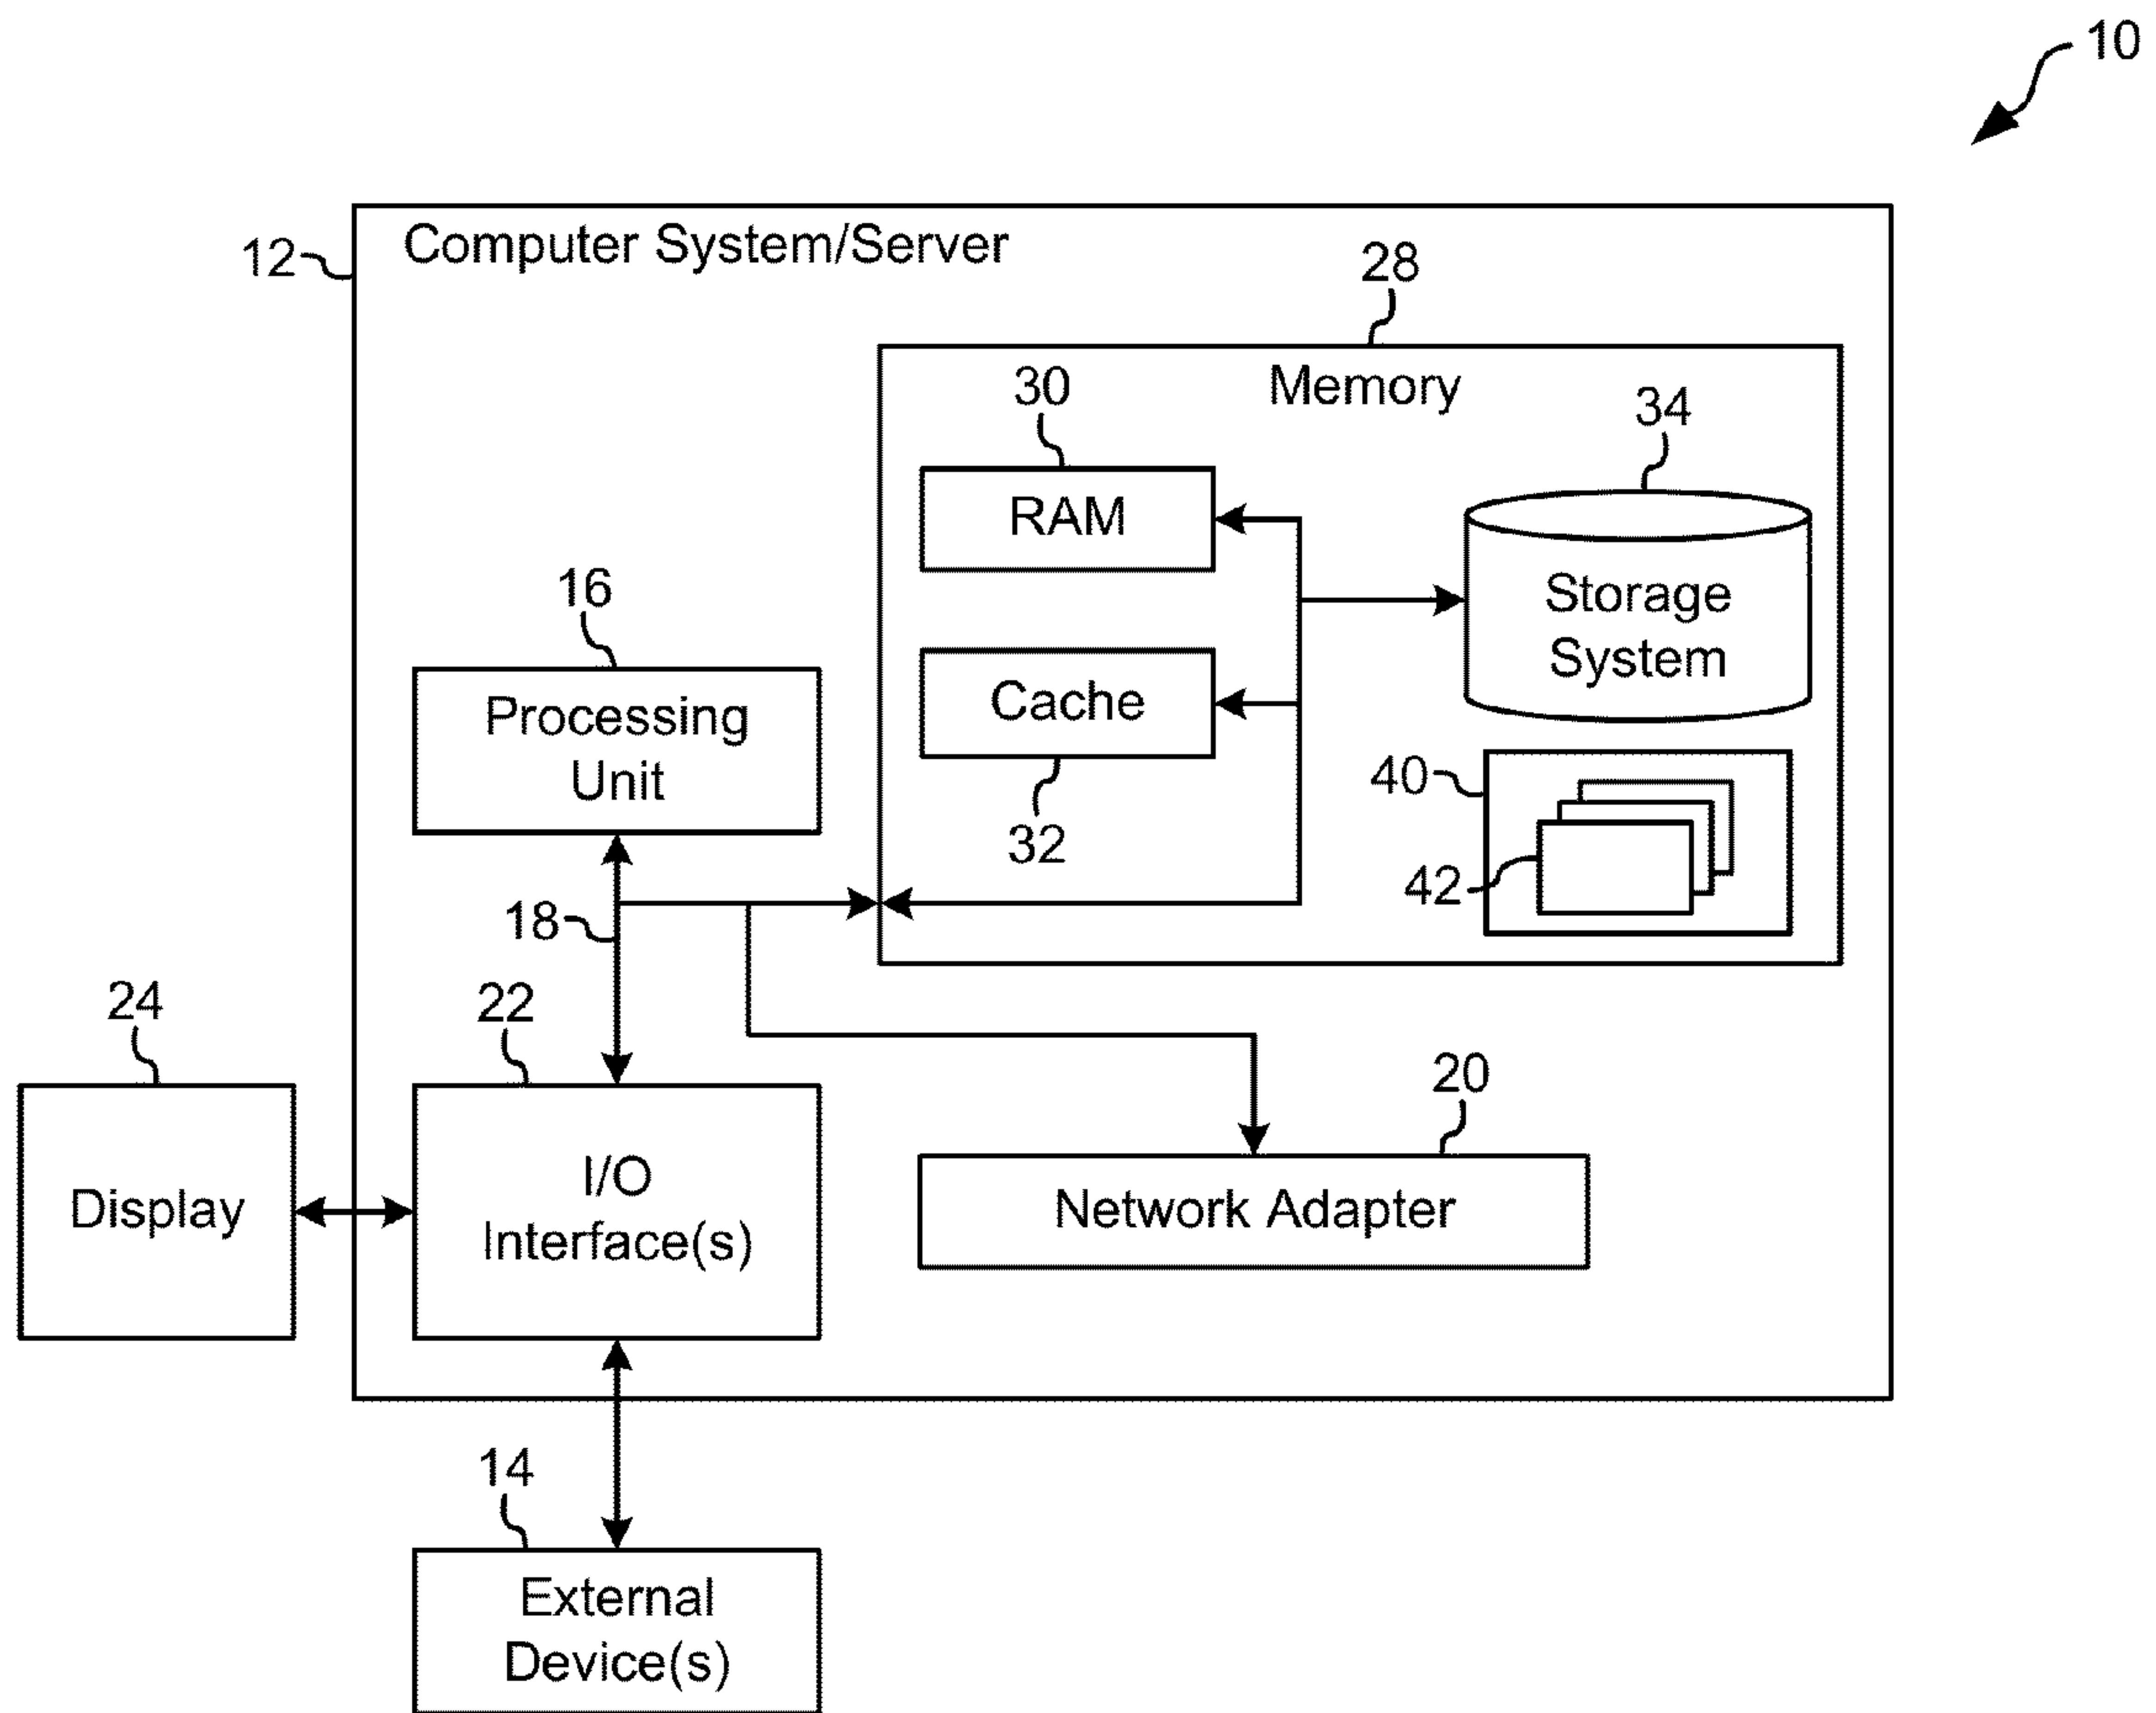 10
12
Computer System/Server
28
Memory
30
RAM
34
Storage
System
16
Processing
Unit
Cache
32
40
42
18
24
22
20
Display
I/O
Interface(s)
Network Adapter
14
External
Device(s)